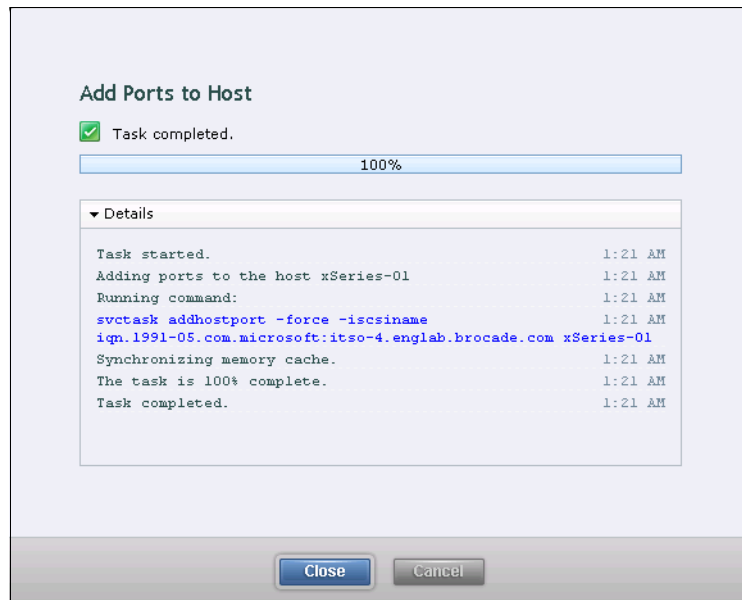 Add Ports to Host
Task completed.
100%
Details
Task started. 1:21 AM
Adding ports to the host xSeries-01 1:21 AM
Running command: 1:21 AM
svctask addhostport -force -iscsiname 1:21 AM
iqn.1991-05.com.microsoft:itso-4.englab.brocade.com xSeries-01
Synchronizing memory cache. 1:21 AM
The task is 100% complete. 1:21 AM
Task completed. 1:21 AM
Close Cancel